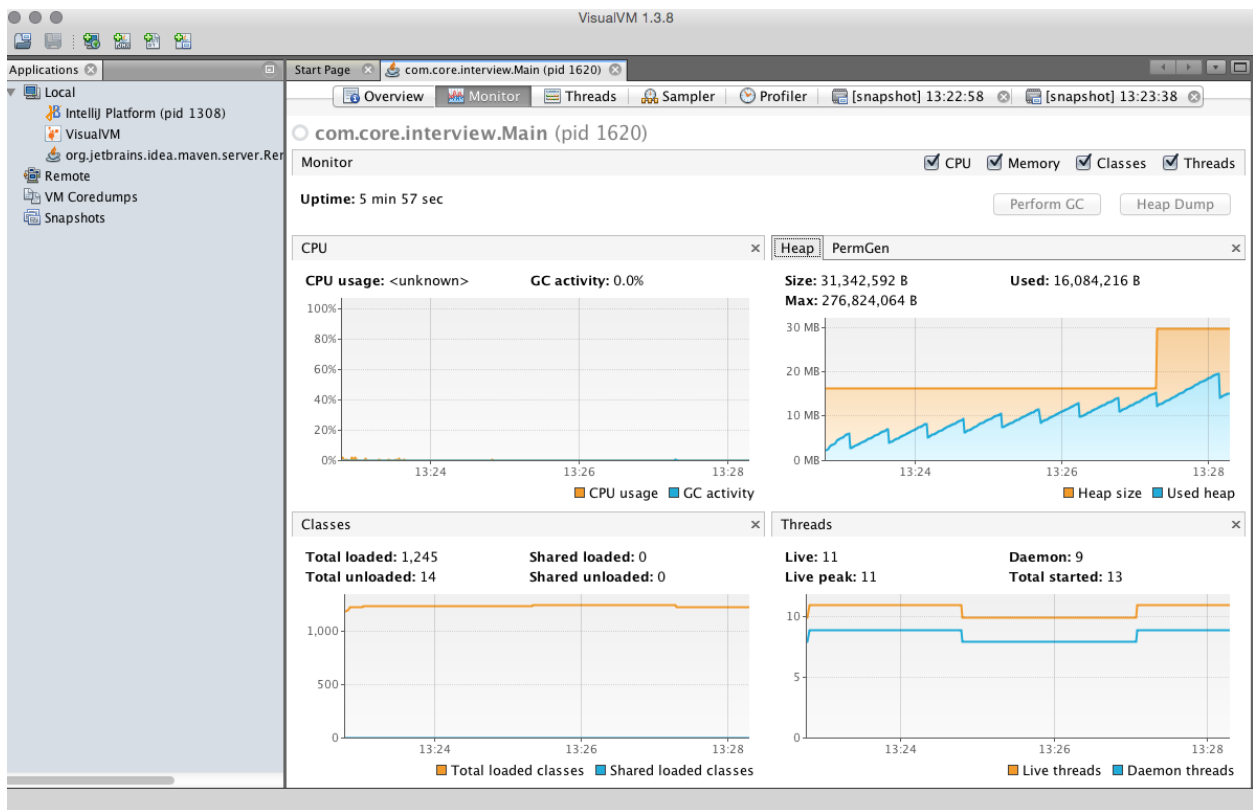 VisualVM 1.3.8
Applications
Start Page com.core.interview.Main (pid 1620)
Local
IntelliJ Platform (pid 1308)
VisualVM
org.jetbrains.idea.maven.server.Rer
Remote
VM Coredumps
Snapshots
Overview Monitor Threads Sampler Profiler [snapshot] 13:22:58 [snapshot] 13:23:38
com.core.interview.Main (pid 1620)
Monitor CPU Memory Classes Threads
Uptime: 5 min 57 sec Perform GC Heap Dump
CPU
CPU usage: <unknown> GC activity: 0.0%
100%
80%
60%
40%
20%
0%
13:24 13:26 13:28
CPU usage GC activity
Heap PermGen
Size: 31,342,592 B Used: 16,084,216 B
Max: 276,824,064 B
30 MB
20 MB
10 MB
0 MB
13:24 13:26 13:28
Heap size Used heap
Classes
Total loaded: 1,245 Shared loaded: 0
Total unloaded: 14 Shared unloaded: 0
1,000
500
0
13:24 13:26 13:28
Total loaded classes Shared loaded classes
Threads
Live: 11 Daemon: 9
Live peak: 11 Total started: 13
10
5
0
13:24 13:26 13:28
Live threads Daemon threads